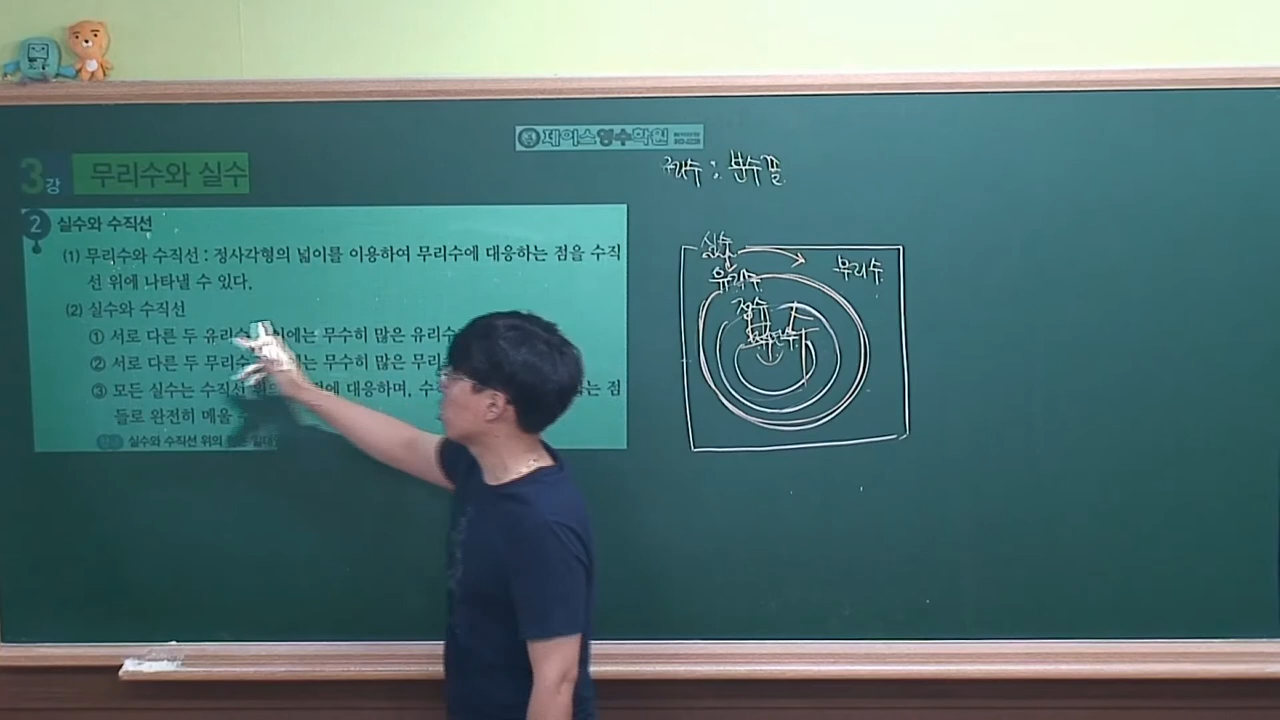 제이스영수학원
3강 무리수와 실수
2 실수와 수직선
(1) 무리수와 수직선 : 정사각형의 넓이를 이용하여 무리수에 대응하는 점을 수직
선 위에 나타낼 수 있다.
(2) 실수와 수직선
① 서로 다른 두 유리수 에는 무수히 많은 유리수
② 서로 다른 두 무리수 는 무수히 많은 무리
③ 모든 실수는 수직선 위의 에 대응하며, 수 는 점
들로 완전히 매울
실수와 수직선 위의 점은 일대
유리수 : 분수꼴
실수
무리수
유리수
정수
자연수